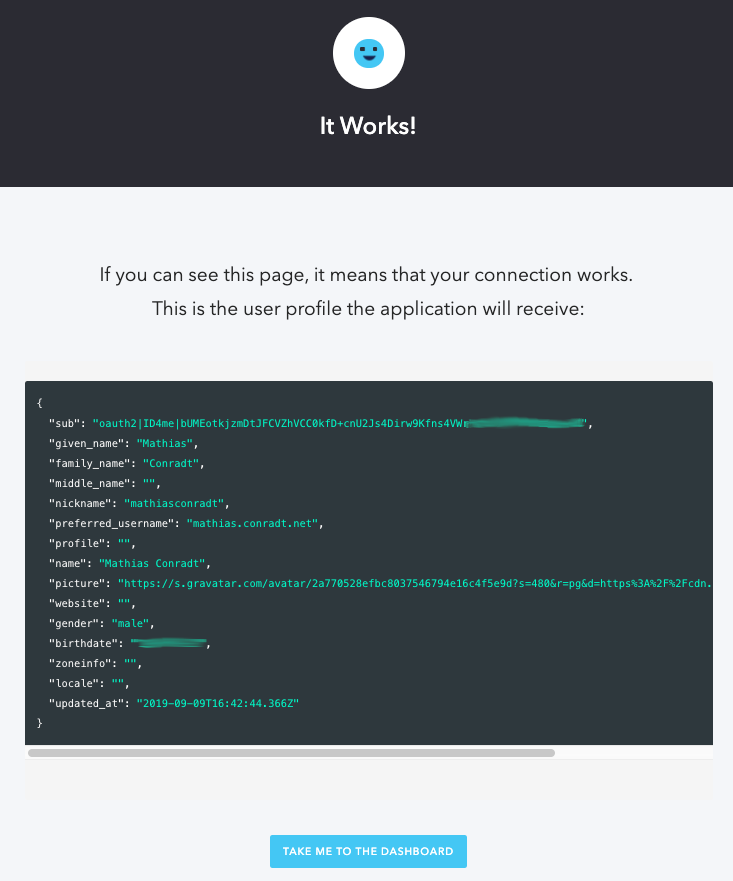 It Works!
If you can see this page, it means that your connection works.
This is the user profile the application will receive:
{
"sub": "oauth2|ID4me|bUMEotkjzmDtJFCVZhVCC0kfD+cnU2Js4Dirw9Kfns4VW",
"given_name": "Mathias",
"family_name": "Conradt",
"middle_name": "",
"nickname": "mathiasconradt",
"preferred_username": "mathias.conradt.net",
"profile": "",
"name": "Mathias Conradt",
"picture": "https://s.gravatar.com/avatar/2a770528efbc8037546794e16c4f5e9d?s=480&r=pg&d=https%3A%2F%2Fcdn.
"website": "",
"gender": "male",
"birthdate": ,
"zoneinfo": "",
"locale": "",
"updated_at": "2019-09-09T16:42:44.366Z"
}
TAKE ME TO THE DASHBOARD